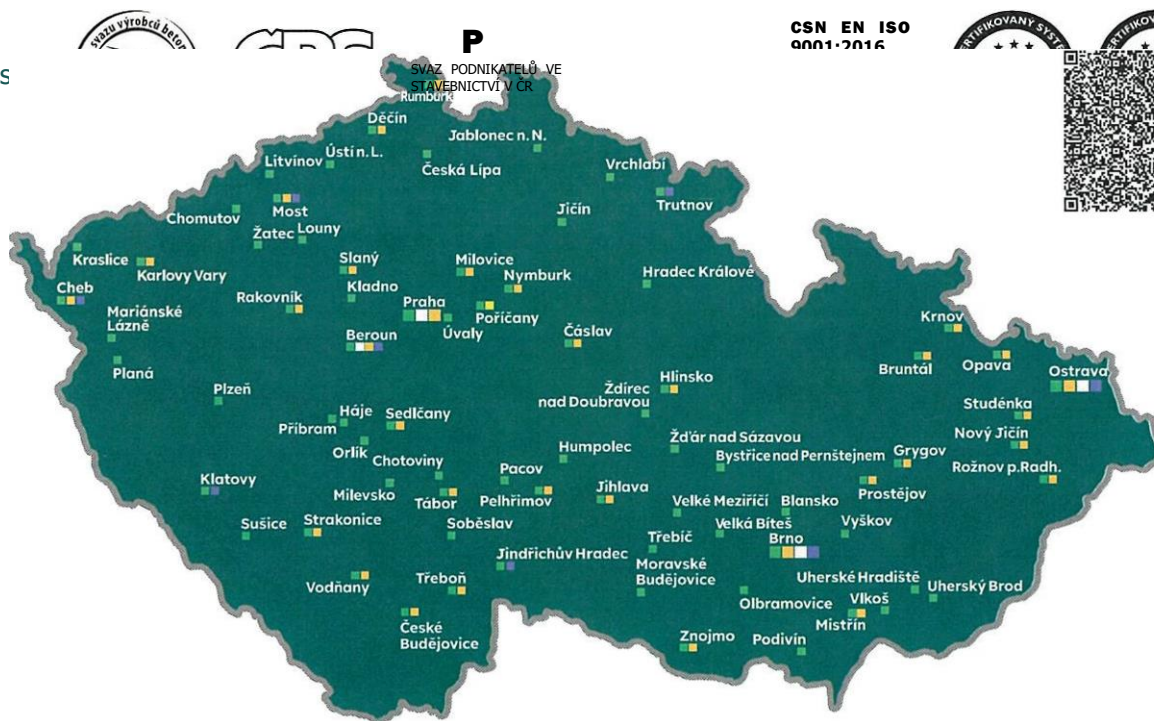 svazu výrobců beto
P
SVAZ PODNIKATELŮ VE
STAVEBNICTVÍ V ČR
CSN EN ISO
9001:2016
RTIFIKOVANÝ SYST
S
Rumburk
Děčín
Jablonec n. N.
Ústí n. L.
Litvínov
Česká Lípa
Vrchlabí
Most
Trutnov
Chomutov
Jičín
Žatec
Louny
Kraslice
Karlovy Vary
Slaný
Milovice
Nymburk
Hradec Králové
Cheb
Kladno
Rakovník
Praha
Mariánské
Lázně
Poříčany
Úvaly
Krnov
Beroun
Čáslav
Planá
Bruntál
Opava
Ostrava
Plzeň
Hlinsko
Ždírec
nad Doubravou
Studénka
Háje
Sedlčany
Příbram
Nový Jičín
Žďár nad Sázavou
Orlík
Humpolec
Bystřice nad Pernštejnem
Grygov
Chotoviny
Pacov
Rožnov p.Radh.
Klatovy
Jihlava
Milevsko
Tábor
Pelhřimov
Prostějov
Velké Meziříčí
Blansko
Sušice
Strakonice
Soběslav
Velká Bíteš
Vyškov
Třebíč
Brno
Jindřichův Hradec
Moravské
Budějovice
Vodňany
Třeboň
Uherské Hradiště
Uherský Brod
Olbramovice
Vlkoš
Mistřín
České
Budějovice
Znojmo
Podivín